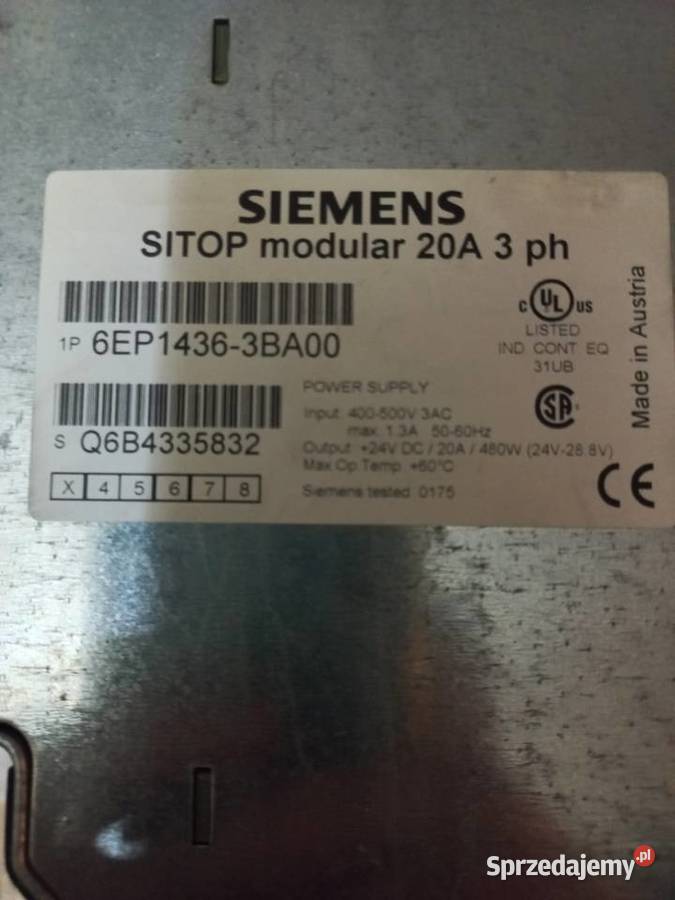 SIEMENS
SITOP modular 20A 3 ph
1P 6EP1436-3BA00
S Q6B4335832
X 4 5 6 7 8
POWER SUPPLY
Input: 400-500V 3AC
max. 1.3A 50-60Hz
Output: +24V DC / 20A / 480W (24V-28.8V)
Max Op Temp. +60°C
Siemens tested 0175
C UL US
LISTED
IND CONT EQ
31UB
SA
CE
Made in Austria
Sprzedajemy.pl